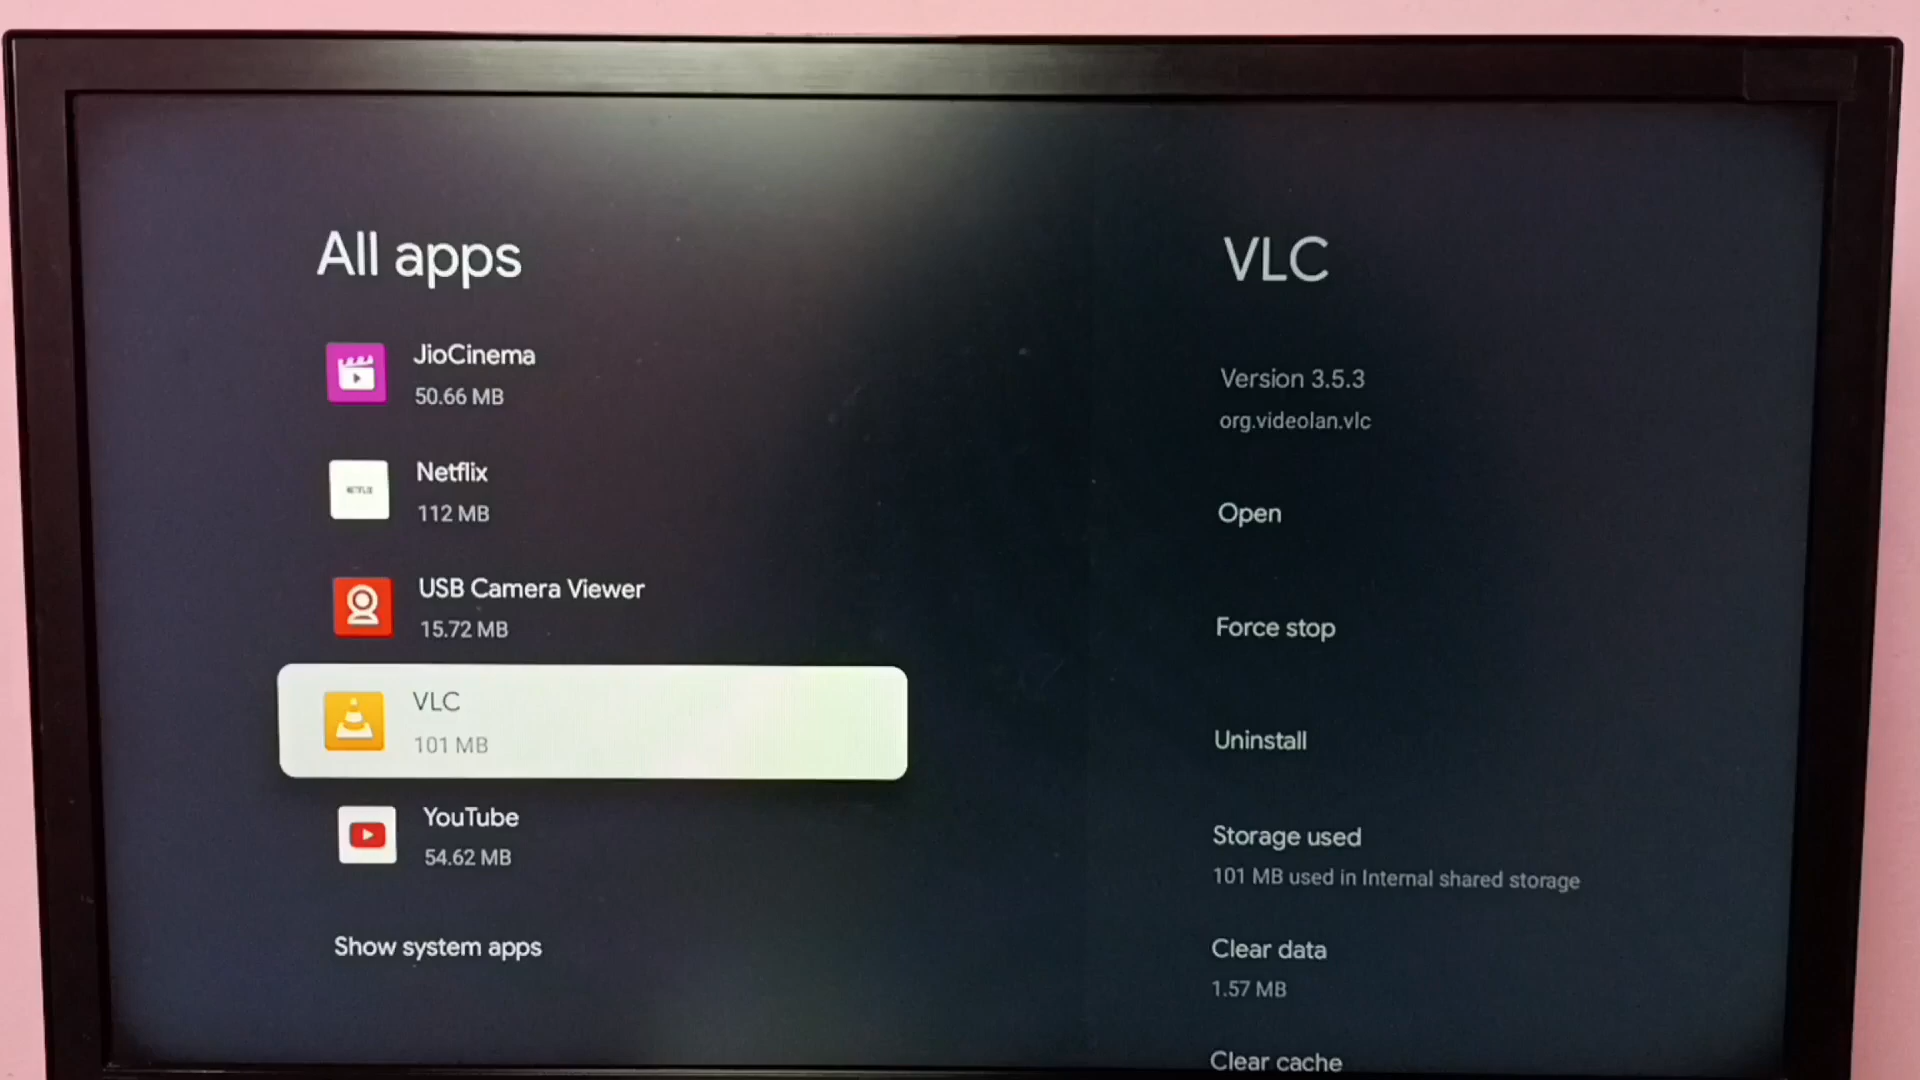 All apps
JioCinema
50.66 MB
NETFLIX
Netflix
112 MB
USB Camera Viewer
15.72 MB
VLC
101 MB
YouTube
54.62 MB
Show system apps
VLC
Version 3.5.3
org.videolan.vlc
Open
Force stop
Uninstall
Storage used
101 MB used in Internal shared storage
Clear data
1.57 MB
Clear cache